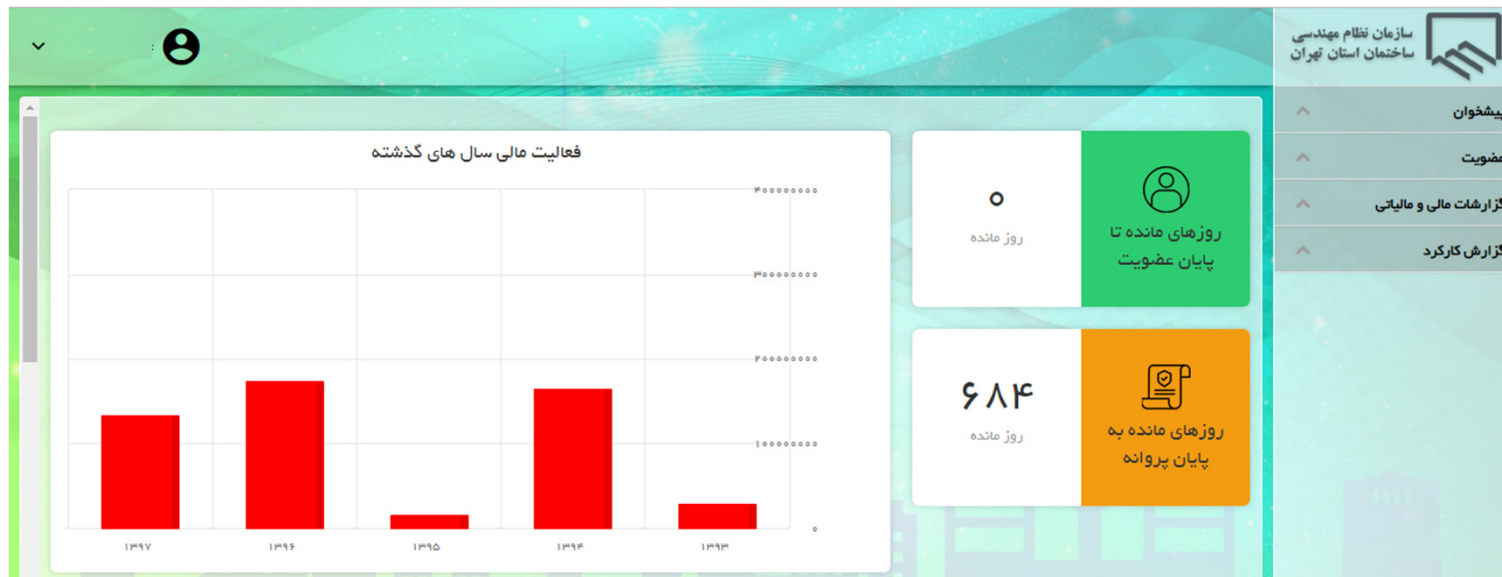 سازمان نظام مهندسی
ساختمان استان تهران
پیشخوان
عضویت
گزارشات مالی و مالیاتی
گزارش کارکرد
روزهای مانده تا
پایان عضویت
۰
روز مانده
روزهای مانده به
پایان پروانه
۶۸۴
روز مانده
فعالیت مالی سال های گذشته
۴۰۰۰۰۰۰۰۰
۳۰۰۰۰۰۰۰۰
۲۰۰۰۰۰۰۰۰
۱۰۰۰۰۰۰۰۰
۰
۱۳۹۳
۱۳۹۴
۱۳۹۵
۱۳۹۶
۱۳۹۷